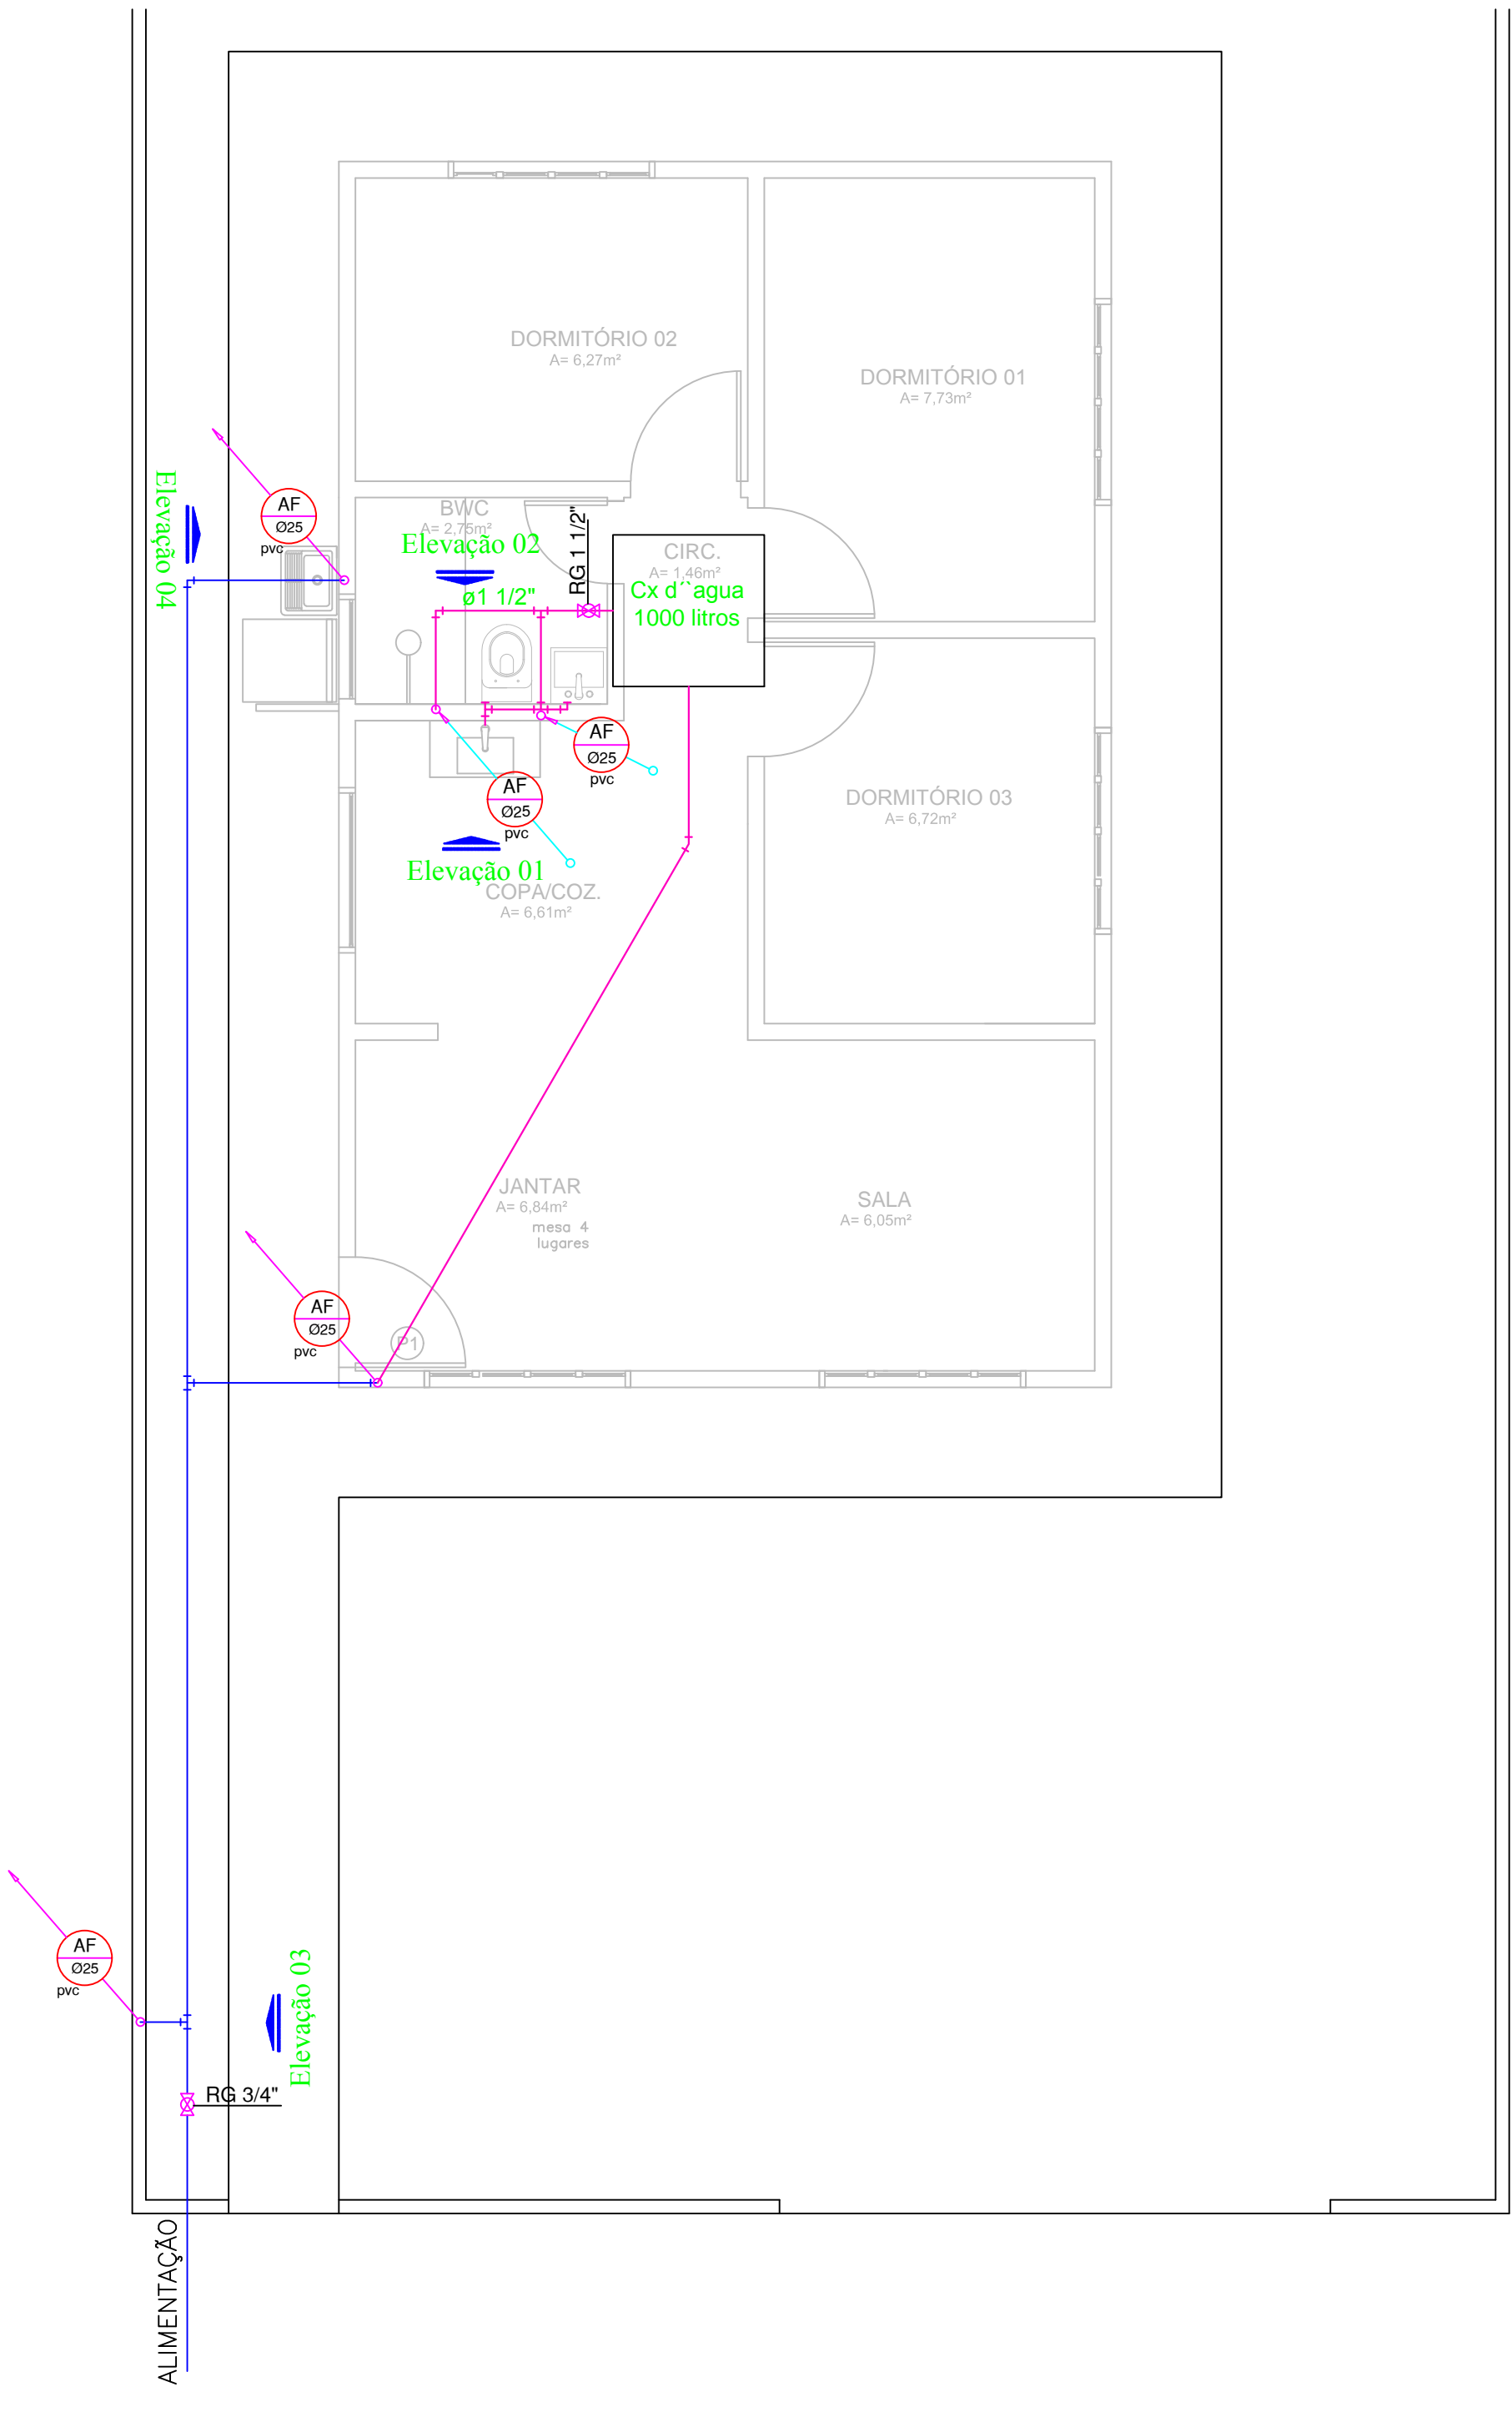 DORMITÓRIO 02
A= 6,27m²
DORMITÓRIO 01
A= 7,73m²
Elevação 04
AF
Ø25
pvc
BWC
A= 2,75m²
Elevação 02
ø1 1/2"
RG 1 1/2"
CIRC.
A= 1,46m²
Cx d´`agua
1000 litros
AF
Ø25
pvc
AF
Ø25
pvc
Elevação 01
COPA/COZ.
A= 6,61m²
DORMITÓRIO 03
A= 6,72m²
JANTAR
A= 6,84m²
mesa 4
lugares
SALA
A= 6,05m²
AF
Ø25
pvc
P1
AF
Ø25
pvc
Elevação 03
RG 3/4"
ALIMENTAÇÃO